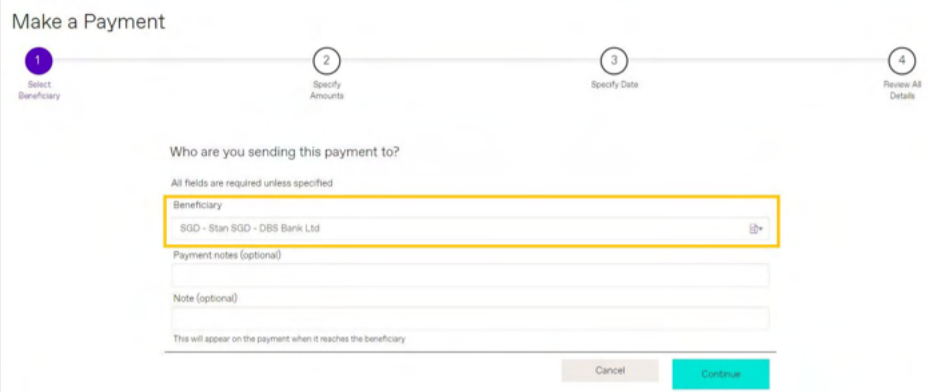 Make a Payment
1
2
3
4
Select
Beneficiary
Specify
Amounts
Specify Date
Review All
Details
Who are you sending this payment to?
All fields are required unless specified
Beneficiary
SGD - Stan SGD - DBS Bank Ltd
Payment notes (optional)
Note (optional)
This will appear on the payment when it reaches the beneficiary
Cancel
Continue